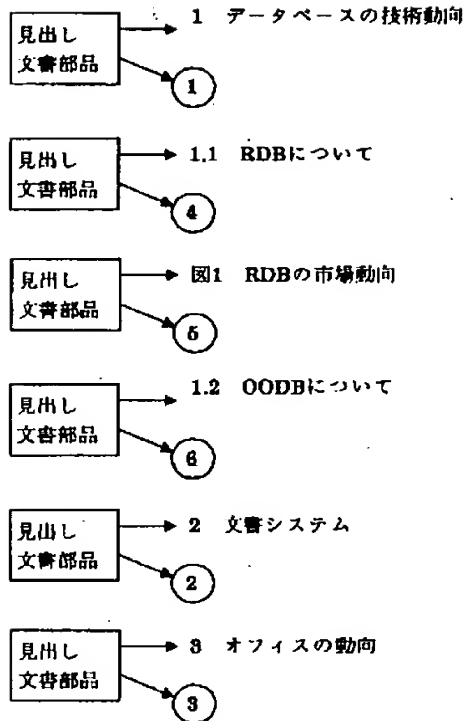 見出し
文書部品
1 データベースの技術動向
1
見出し
文書部品
1.1 RDBについて
4
見出し
文書部品
図1 RDBの市場動向
5
見出し
文書部品
1.2 OODBについて
6
見出し
文書部品
2 文書システム
2
見出し
文書部品
3 オフィスの動向
3